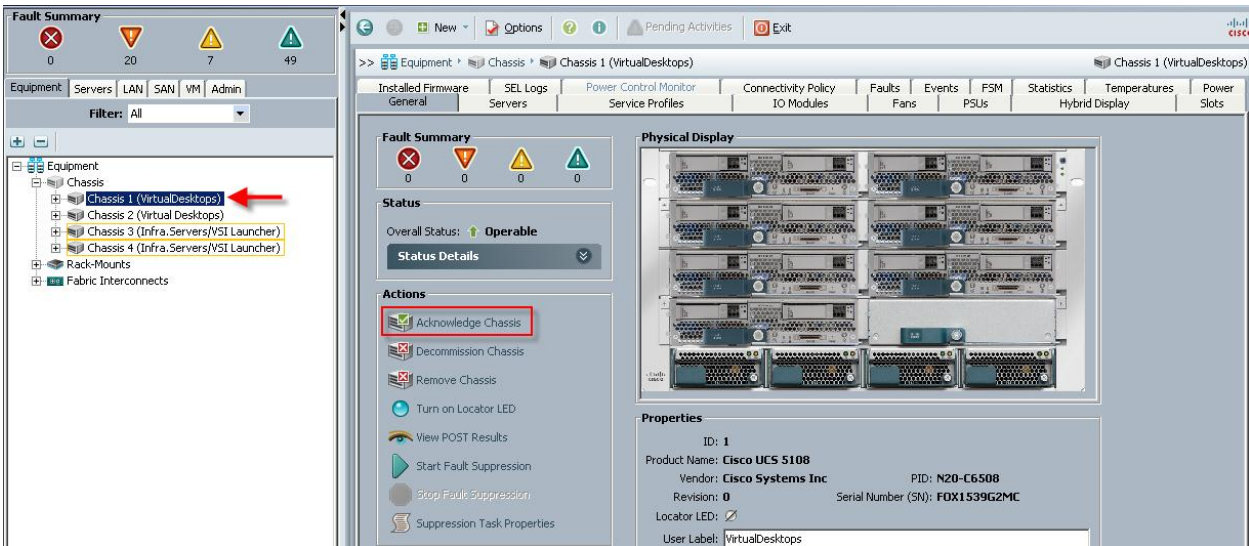 Fault Summary
0 20 7 49
New Options Pending Activities Exit
cisco
>> Equipment Chassis Chassis 1 (VirtualDesktops) Chassis 1 (VirtualDesktops)
Equipment Servers LAN SAN VM Admin
Filter: All
Equipment
Chassis
Chassis 1 (VirtualDesktops)
Chassis 2 (Virtual Desktops)
Chassis 3 (Infra.Servers/VSI Launcher)
Chassis 4 (Infra.Servers/VSI Launcher)
Rack-Mounts
Fabric Interconnects
Installed Firmware SEL Logs Power Control Monitor Connectivity Policy Faults Events FSM Statistics Temperatures Power
General Servers Service Profiles IO Modules Fans PSUs Hybrid Display Slots
Fault Summary
0 0 0 0
Status
Overall Status: Operable
Status Details
Actions
Acknowledge Chassis
Decommission Chassis
Remove Chassis
Turn on Locator LED
View POST Results
Start Fault Suppression
Stop Fault Suppression
Suppression Task Properties
Physical Display
Properties
ID: 1
Product Name: Cisco UCS 5108
Vendor: Cisco Systems Inc PID: N20-C6508
Revision: 0 Serial Number (SN): FOX1539G2MC
Locator LED:
User Label: VirtualDesktops